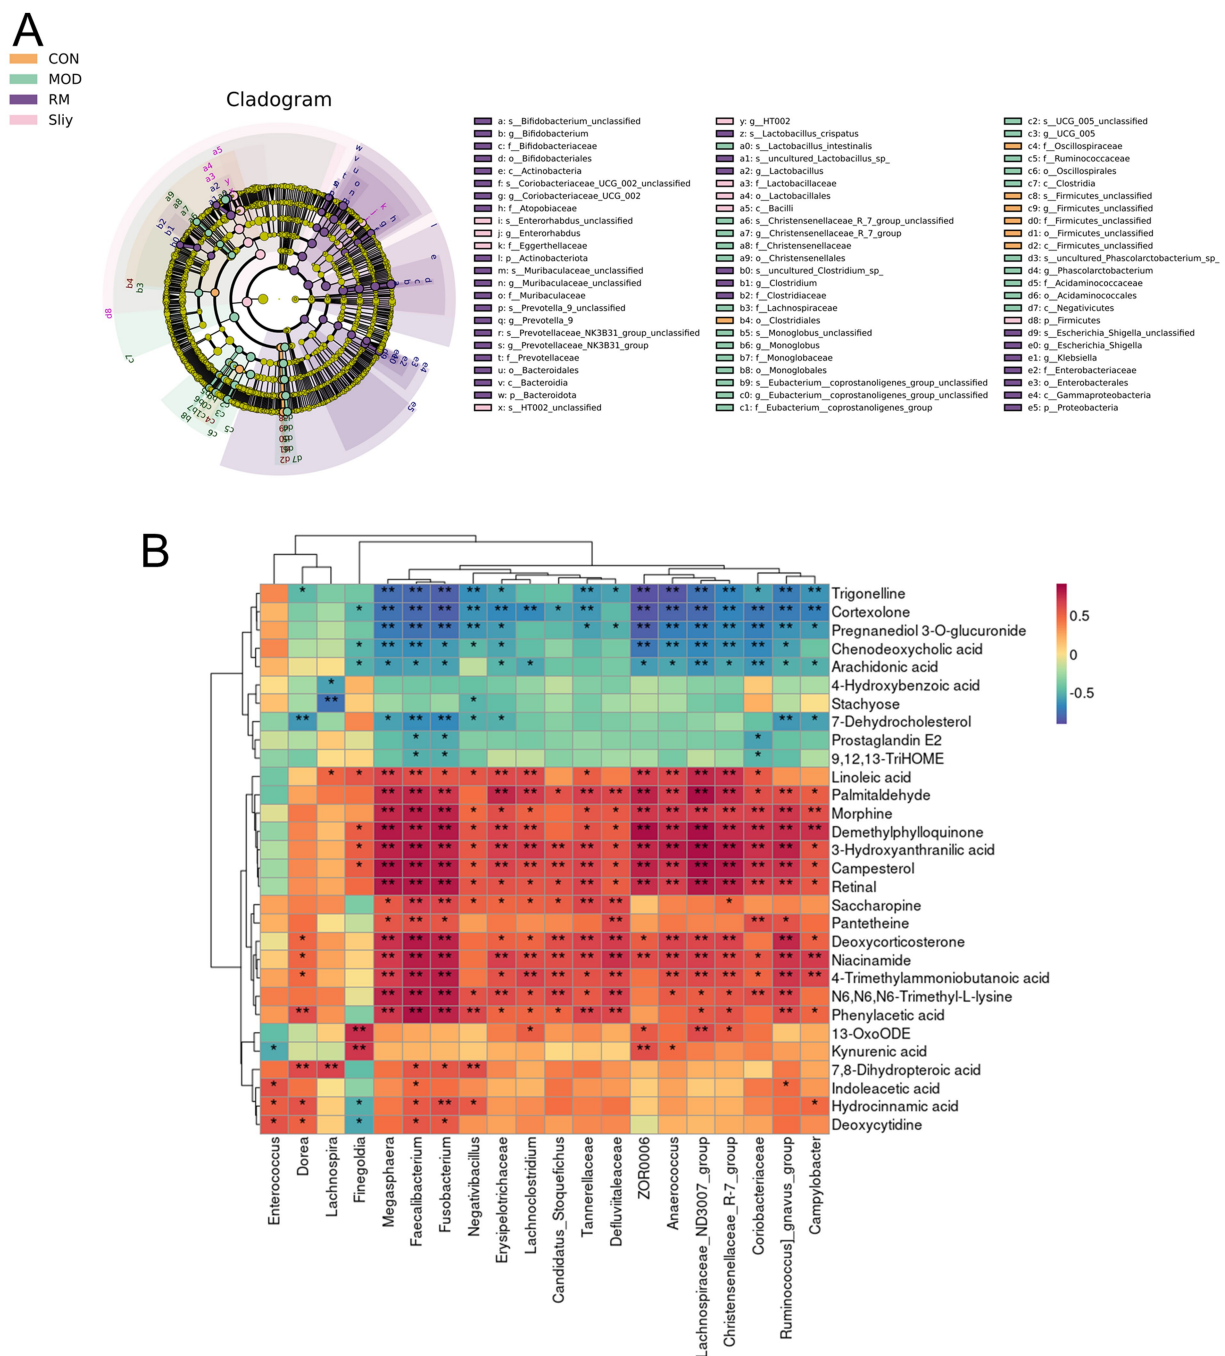 A
CON
MOD
RM
Sliy
Cladogram
a: s__Bifidobacterium_unclassified
b: g__Bifidobacterium
c: f__Bifidobacteriaceae
d: o__Bifidobacteriales
e: c__Actinobacteria
f: s__Coriobacteriaceae_UCG_002_unclassified
g: g__Coriobacteriaceae_UCG_002
h: f__Atopobiaceae
i: s__Enterorhabdus_unclassified
j: g__Enterorhabdus
k: f__Eggerthellaceae
l: p__Actinobacteriota
m: s__Muribaculaceae_unclassified
n: g__Muribaculaceae_unclassified
o: f__Muribaculaceae
p: s__Prevotella_9_unclassified
q: g__Prevotella_9
r: s__Prevotellaceae_NK3B31_group_unclassified
s: g__Prevotellaceae_NK3B31_group
t: f__Prevotellaceae
u: o__Bacteroidales
v: c__Bacteroidia
w: p__Bacteroidota
x: s__HT002_unclassified
y: g__HT002
z: s__Lactobacillus_crispatus
a0: s__Lactobacillus_intestinalis
a1: s__uncultured_Lactobacillus_sp_
a2: g__Lactobacillus
a3: f__Lactobacillaceae
a4: o__Lactobacillales
a5: c__Bacilli
a6: s__Christensenellaceae_R_7_group_unclassified
a7: g__Christensenellaceae_R_7_group
a8: f__Christensenellaceae
a9: o__Christensenellales
b0: s__uncultured_Clostridium_sp_
b1: g__Clostridium
b2: f__Clostridiaceae
b3: f__Lachnospiraceae
b4: o__Clostridiales
b5: s__Monoglobus_unclassified
b6: g__Monoglobus
b7: f__Monoglobaceae
b8: o__Monoglobales
b9: s__Eubacterium__coprostanoligenes_group_unclassified
c0: g__Eubacterium__coprostanoligenes_group_unclassified
c1: f__Eubacterium__coprostanoligenes_group
c2: s__UCG_005_unclassified
c3: g__UCG_005
c4: f__Oscillospiraceae
c5: f__Ruminococcaceae
c6: o__Oscillospirales
c7: c__Clostridia
c8: s__Firmicutes_unclassified
c9: g__Firmicutes_unclassified
d0: f__Firmicutes_unclassified
d1: o__Firmicutes_unclassified
d2: c__Firmicutes_unclassified
d3: s__uncultured_Phascolarctobacterium_sp_
d4: g__Phascolarctobacterium
d5: f__Acidaminococcaceae
d6: o__Acidaminococcales
d7: c__Negativicutes
d8: p__Firmicutes
d9: s__Escherichia_Shigella_unclassified
e0: g__Escherichia_Shigella
e1: g__Klebsiella
e2: f__Enterobacteriaceae
e3: o__Enterobacterales
e4: c__Gammaproteobacteria
e5: p__Proteobacteria
B
Trigonelline
Cortexolone
Pregnanediol 3-O-glucuronide
Chenodeoxycholic acid
Arachidonic acid
4-Hydroxybenzoic acid
Stachyose
7-Dehydrocholesterol
Prostaglandin E2
9,12,13-TriHOME
Linoleic acid
Palmitaldehyde
Morphine
Demethylphylloquinone
3-Hydroxyanthranilic acid
Campesterol
Retinal
Saccharopine
Pantetheine
Deoxycorticosterone
Niacinamide
4-Trimethylammoniobutanoic acid
N6,N6,N6-Trimethyl-L-lysine
Phenylacetic acid
13-OxoODE
Kynurenic acid
7,8-Dihydropteroic acid
Indoleacetic acid
Hydrocinnamic acid
Deoxycytidine
0.5
0
-0.5
Enterococcus
Dorea
Lachnospira
Finegoldia
Megasphaera
Faecalibacterium
Fusobacterium
Negativibacillus
Erysipelotrichaceae
Lachnoclostridium
Candidatus_Stoquefichus
Tannerellaceae
Defluviitaleaceae
ZOR0006
Anaerococcus
Lachnospiraceae_ND3007_group
Christensenellaceae_R-7_group
Coriobacteriaceae
Ruminococcus]_gnavus_group
Campylobacter